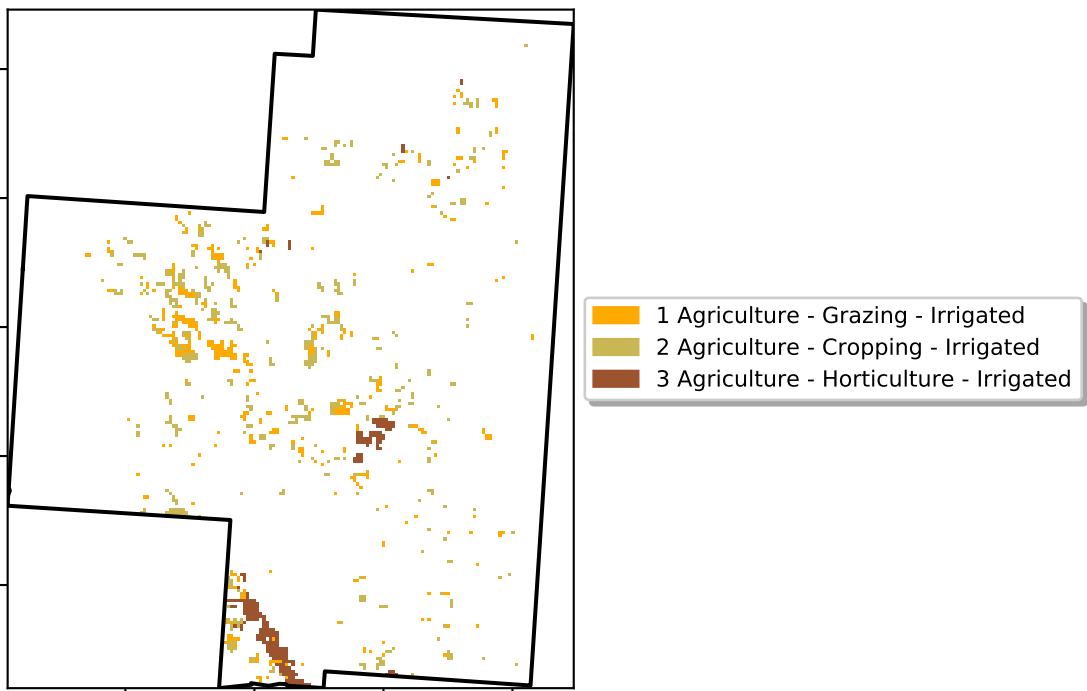 1 Agriculture - Grazing - Irrigated
2 Agriculture - Cropping - Irrigated
3 Agriculture - Horticulture - Irrigated